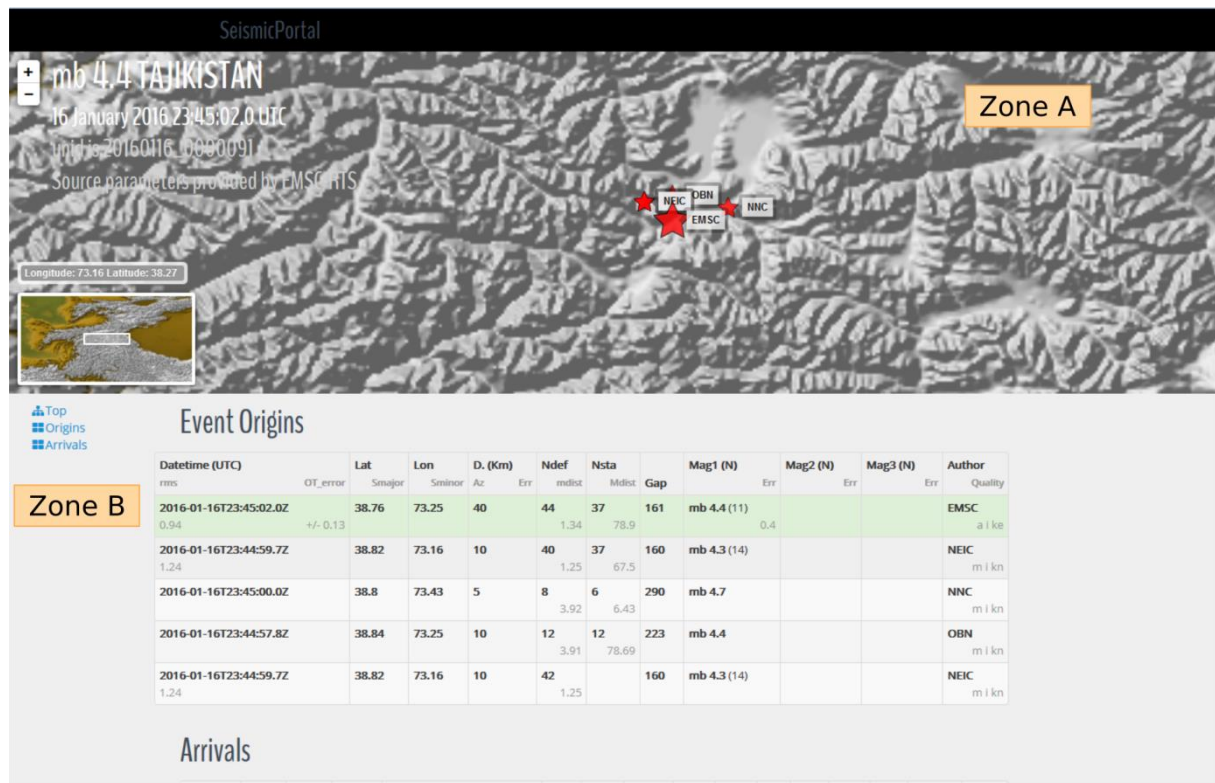 SeismicPortal
+
-
mb 4.4 TAJIKISTAN
16 January 2016 23:45:02.0 UTC
unid is 20160116_0000091
Source parameters provided by EMSC-HTS
Zone A
NEIC
OBN
NNC
EMSC
Longitude: 73.16 Latitude: 38.27
Top
Origins
Arrivals
Zone B
Event Origins
Datetime (UTC) Lat Lon D. (Km) Ndef Nsta Mag1 (N) Mag2 (N) Mag3 (N) Author
rms OT_error Smajor Sminor Az Err mdist Mdist Gap Err Err Err Quality
2016-01-16T23:45:02.0Z 38.76 73.25 40 44 37 161 mb 4.4 (11) EMSC
0.94 +/- 0.13 1.34 78.9 0.4 a i ke
2016-01-16T23:44:59.7Z 38.82 73.16 10 40 37 160 mb 4.3 (14) NEIC
1.24 1.25 67.5 m i kn
2016-01-16T23:45:00.0Z 38.8 73.43 5 8 6 290 mb 4.7 NNC
3.92 6.43 m i kn
2016-01-16T23:44:57.8Z 38.84 73.25 10 12 12 223 mb 4.4 OBN
3.91 78.69 m i kn
2016-01-16T23:44:59.7Z 38.82 73.16 10 42 160 mb 4.3 (14) NEIC
1.24 1.25 m i kn
Arrivals